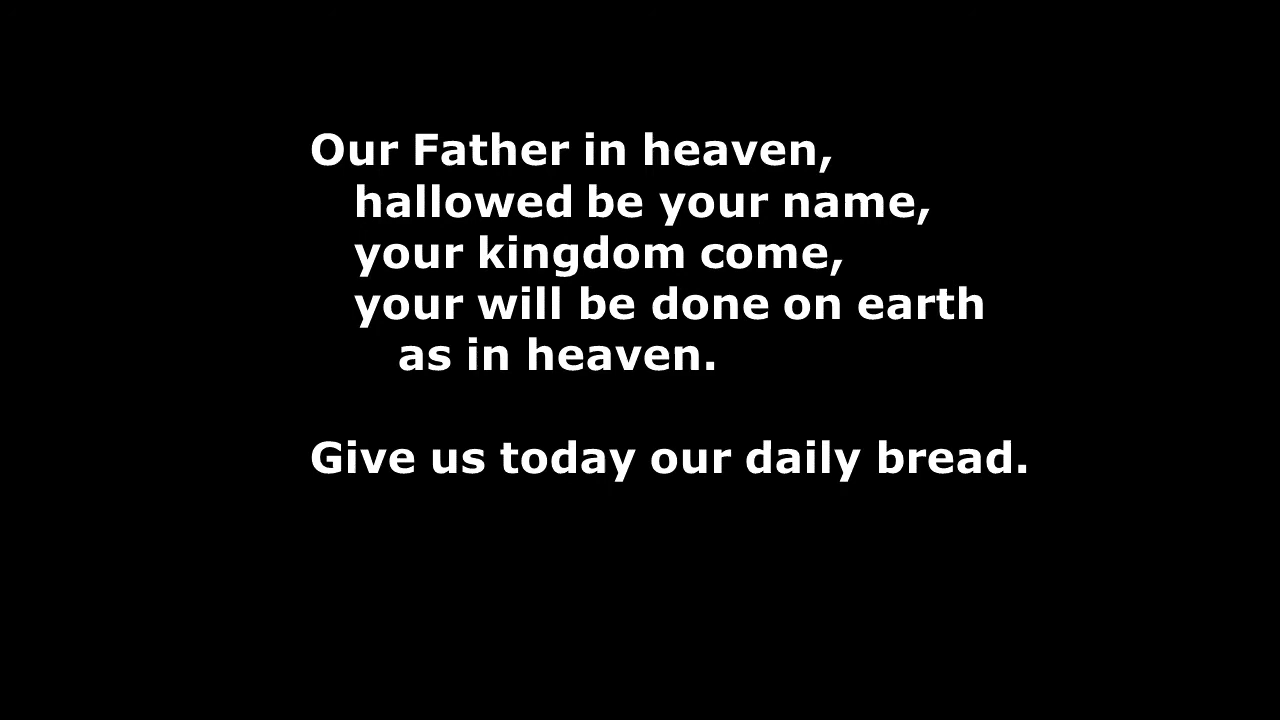 Our Father in heaven,
hallowed be your name,
your kingdom come,
your will be done on earth
as in heaven.
Give us today our daily bread.